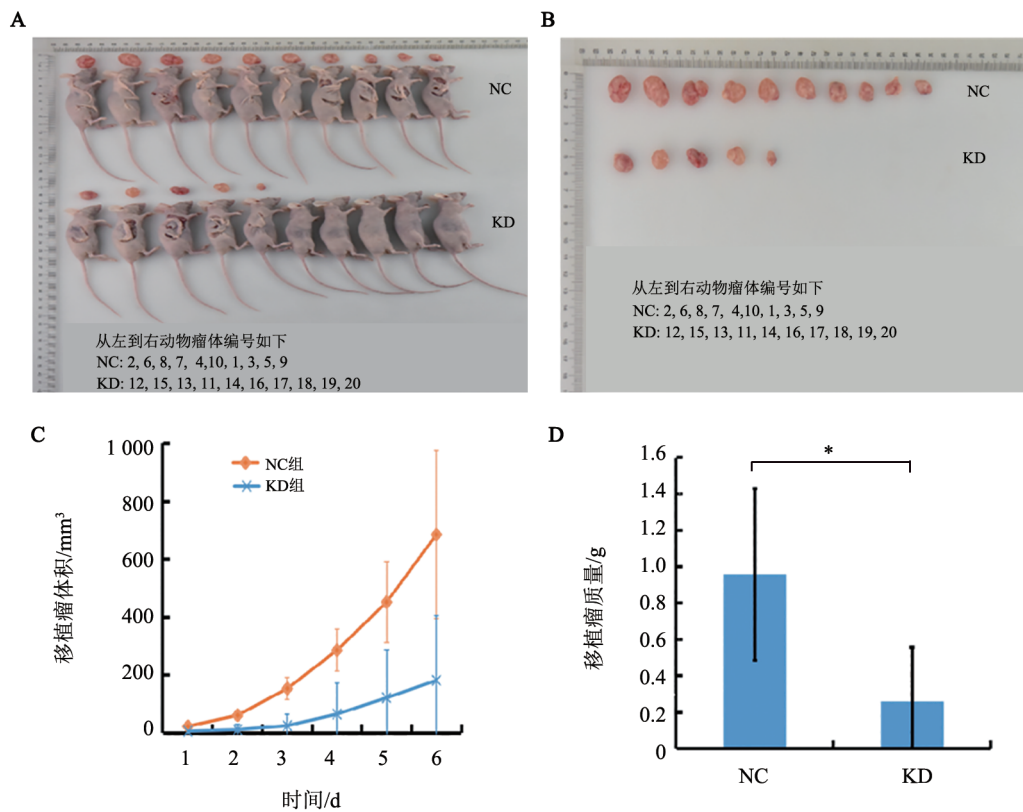 A
NC
KD
从左到右动物瘤体编号如下
NC: 2, 6, 8, 7, 4,10, 1, 3, 5, 9
KD: 12, 15, 13, 11, 14, 16, 17, 18, 19, 20
B
NC
KD
从左到右动物瘤体编号如下
NC: 2, 6, 8, 7, 4,10, 1, 3, 5, 9
KD: 12, 15, 13, 11, 14, 16, 17, 18, 19, 20
C
移植瘤体积/mm³
1 000
800
600
400
200
0
NC组
KD组
1 2 3 4 5 6
时间/d
D
移植瘤质量/g
1.6
1.4
1.2
1.0
0.8
0.6
0.4
0.2
0
*
NC KD